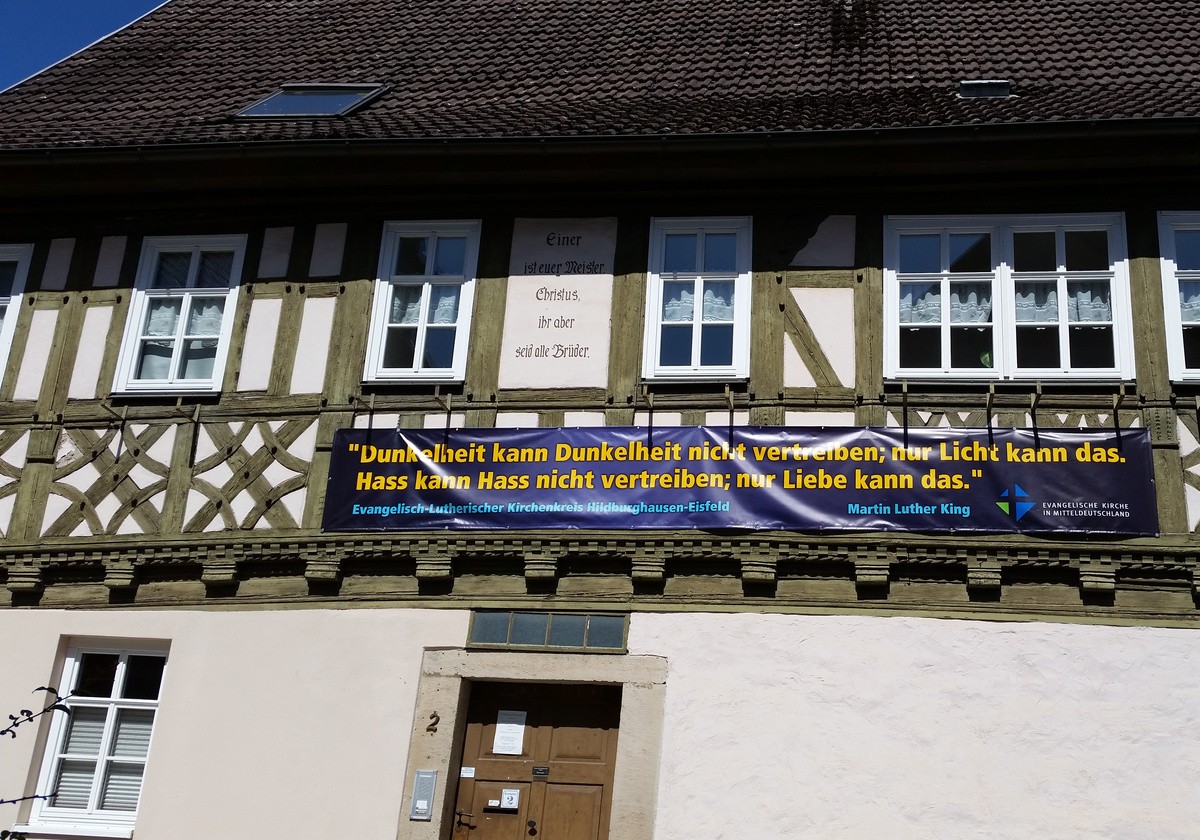 Einer
ist euer Meister
Christus,
ihr aber
seid alle Brüder.
"Dunkelheit kann Dunkelheit nicht vertreiben; nur Licht kann das.
Hass kann Hass nicht vertreiben; nur Liebe kann das."
Evangelisch-Lutherischer Kirchenkreis Hildburghausen-Eisfeld
Martin Luther King
EVANGELISCHE KIRCHE
IN MITTELDEUTSCHLAND
2
2